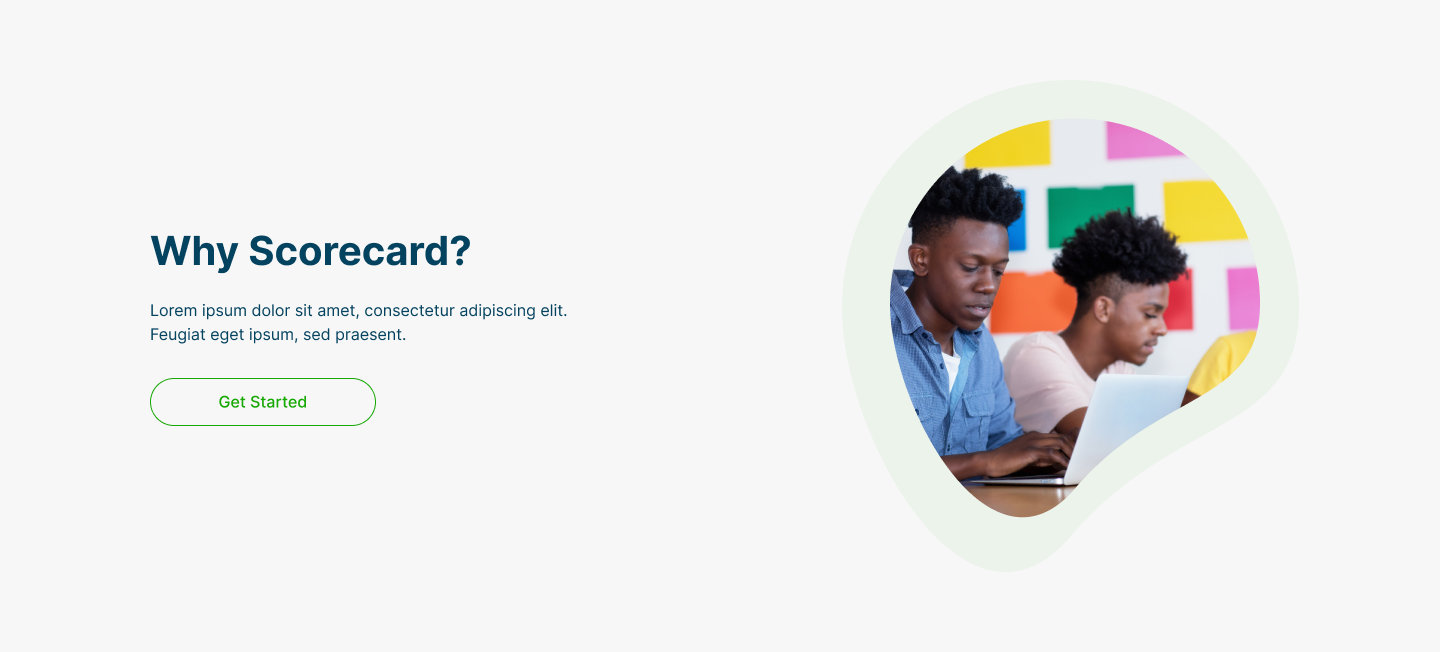 Why Scorecard?
Lorem ipsum dolor sit amet, consectetur adipiscing elit.
Feugiat eget ipsum, sed praesent.
Get Started